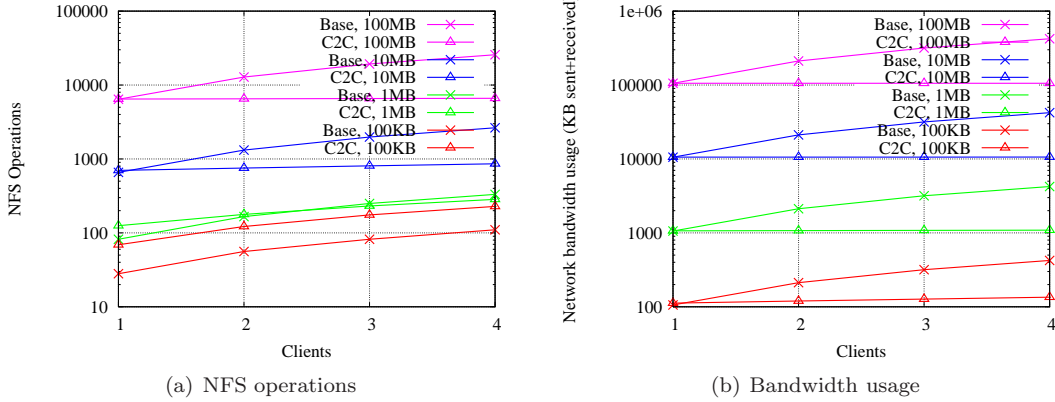 100000
10000
1000
100
10
NFS Operations
Base, 100MB
C2C, 100MB
Base, 10MB
C2C, 10MB
Base, 1MB
C2C, 1MB
Base, 100KB
C2C, 100KB
1 2 3 4
Clients
(a) NFS operations
1e+06
100000
10000
1000
100
Network bandwidth usage (KB sent+received
Base, 100MB
C2C, 100MB
Base, 10MB
C2C, 10MB
Base, 1MB
C2C, 1MB
Base, 100KB
C2C, 100KB
1 2 3 4
Clients
(b) Bandwidth usage